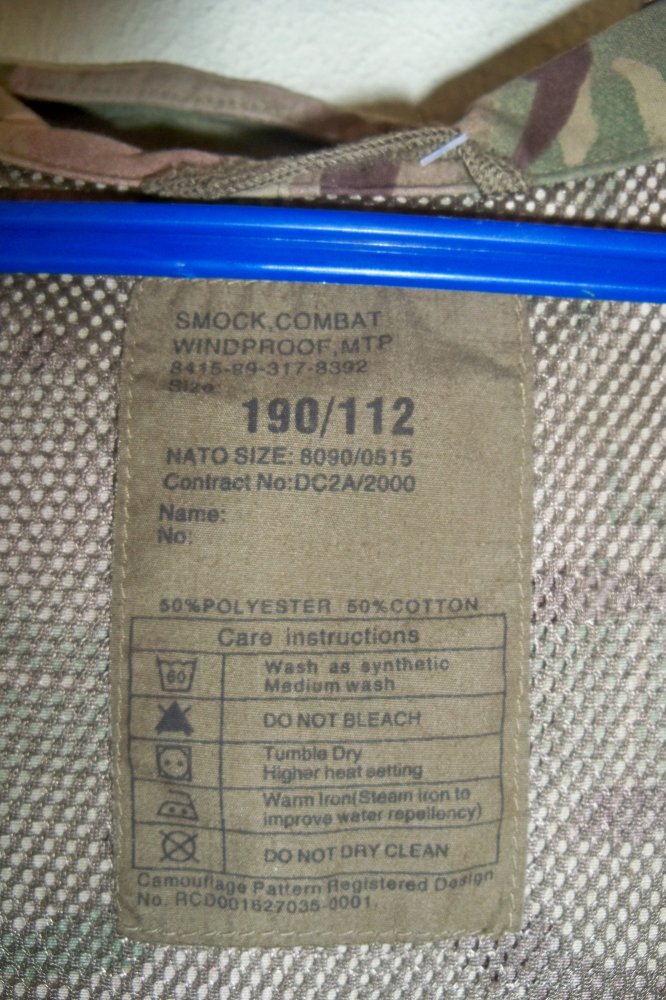 SMOCK,COMBAT
WINDPROOF,MTP
8415-99-317-8392
Size:
190/112
NATO SIZE: 8090/0515
Contract No:DC2A/2000
Name:
No:
50%POLYESTER 50%COTTON
Care instructions
60
Wash as synthetic
Medium wash
DO NOT BLEACH
Tumble Dry
Higher heat setting
Warm Iron(Steam Iron to
improve water repellency)
DO NOT DRY CLEAN
Camouflage Pattern Registered Design
No. RCD001627035-0001.